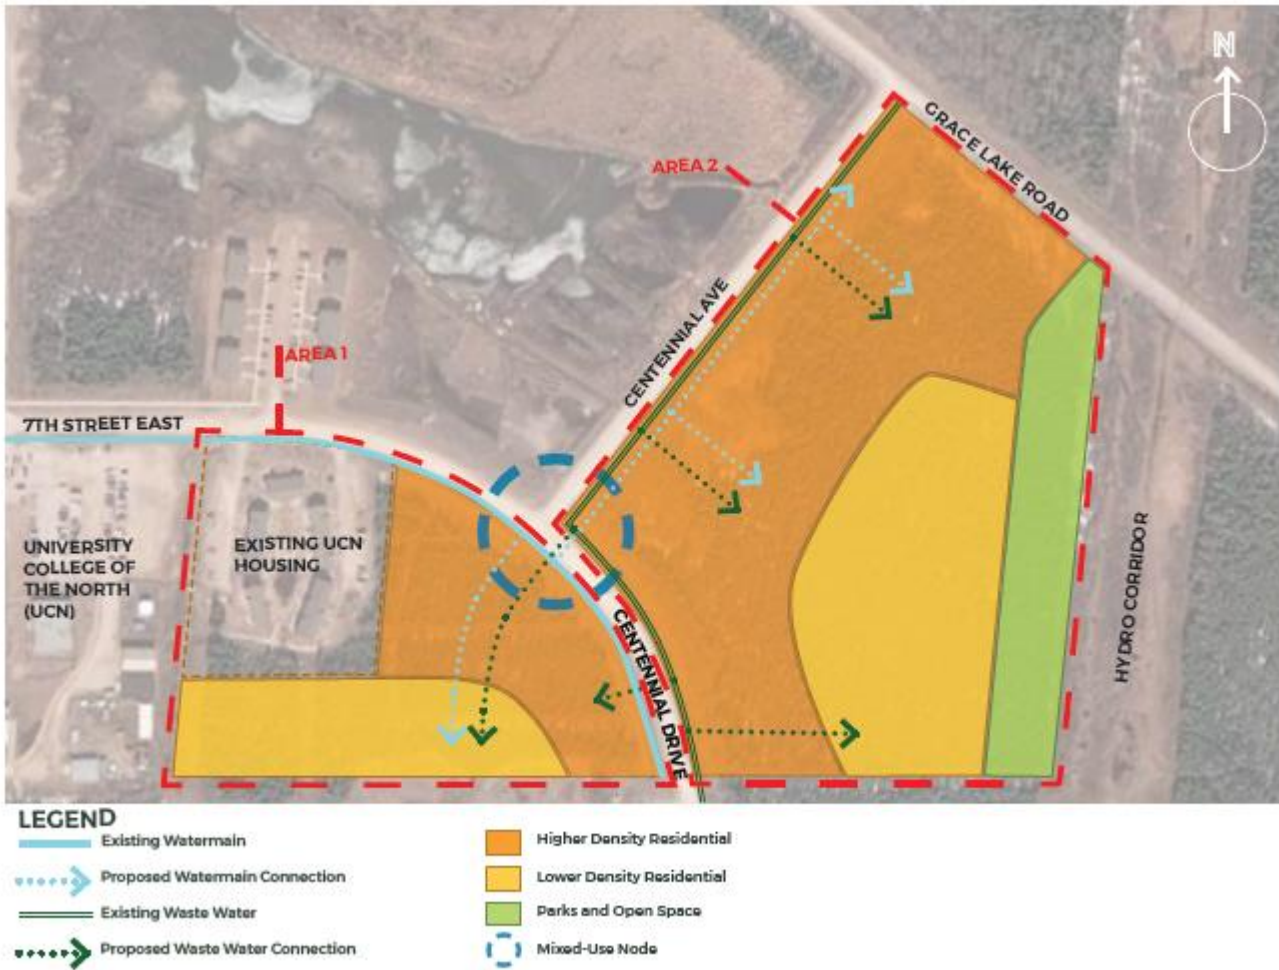 N
GRACE LAKE ROAD
AREA 2
CENTENNIAL AVE
AREA 1
7TH STREET EAST
UNIVERSITY
COLLEGE OF
THE NORTH
(UCN)
EXISTING UCN
HOUSING
CENTENNIAL DRIVE
HYDRO CORRIDOR
LEGEND
Existing Watermain
Proposed Watermain Connection
Existing Waste Water
Proposed Waste Water Connection
Higher Density Residential
Lower Density Residential
Parks and Open Space
Mixed-Use Node